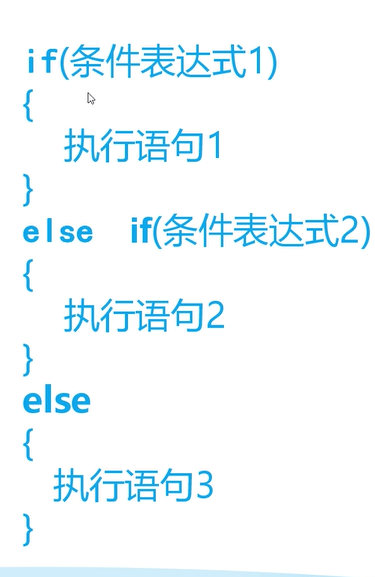 if(条件表达式1)
{
执行语句1
}
else if(条件表达式2)
{
执行语句2
}
else
{
执行语句3
}